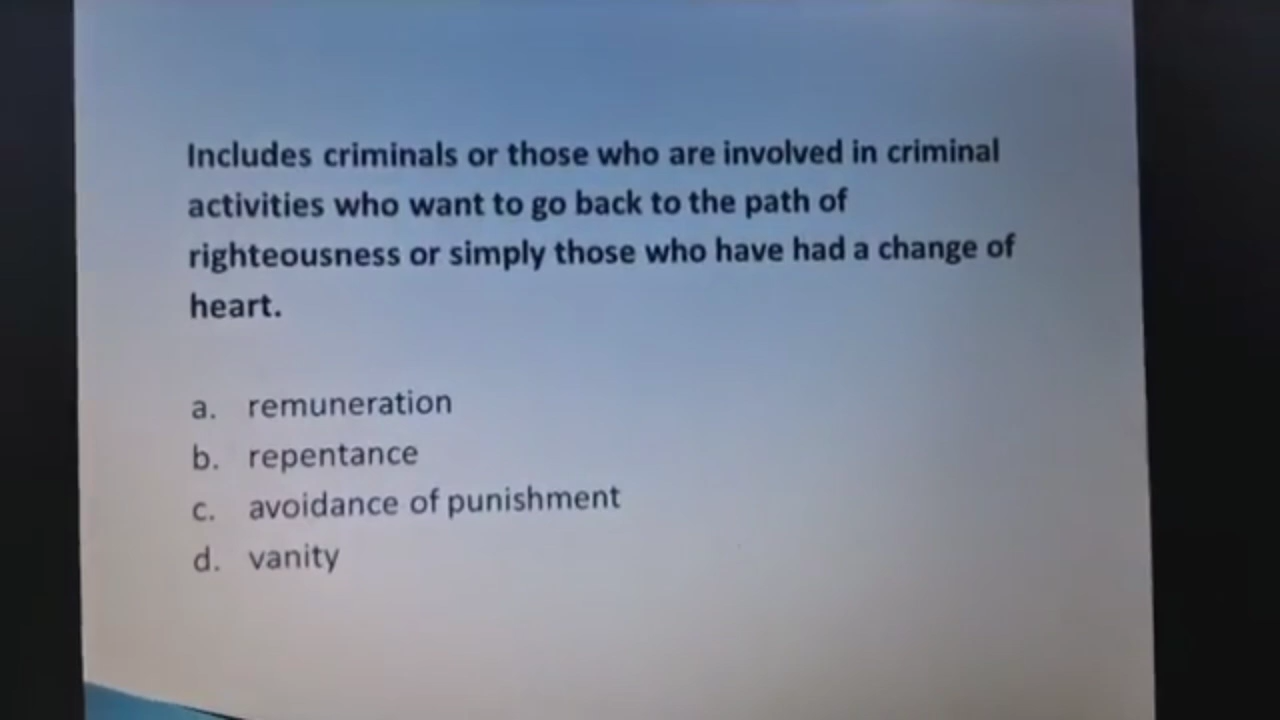 Includes criminals or those who are involved in criminal
activities who want to go back to the path of
righteousness or simply those who have had a change of
heart.
a. remuneration
b. repentance
c. avoidance of punishment
d. vanity